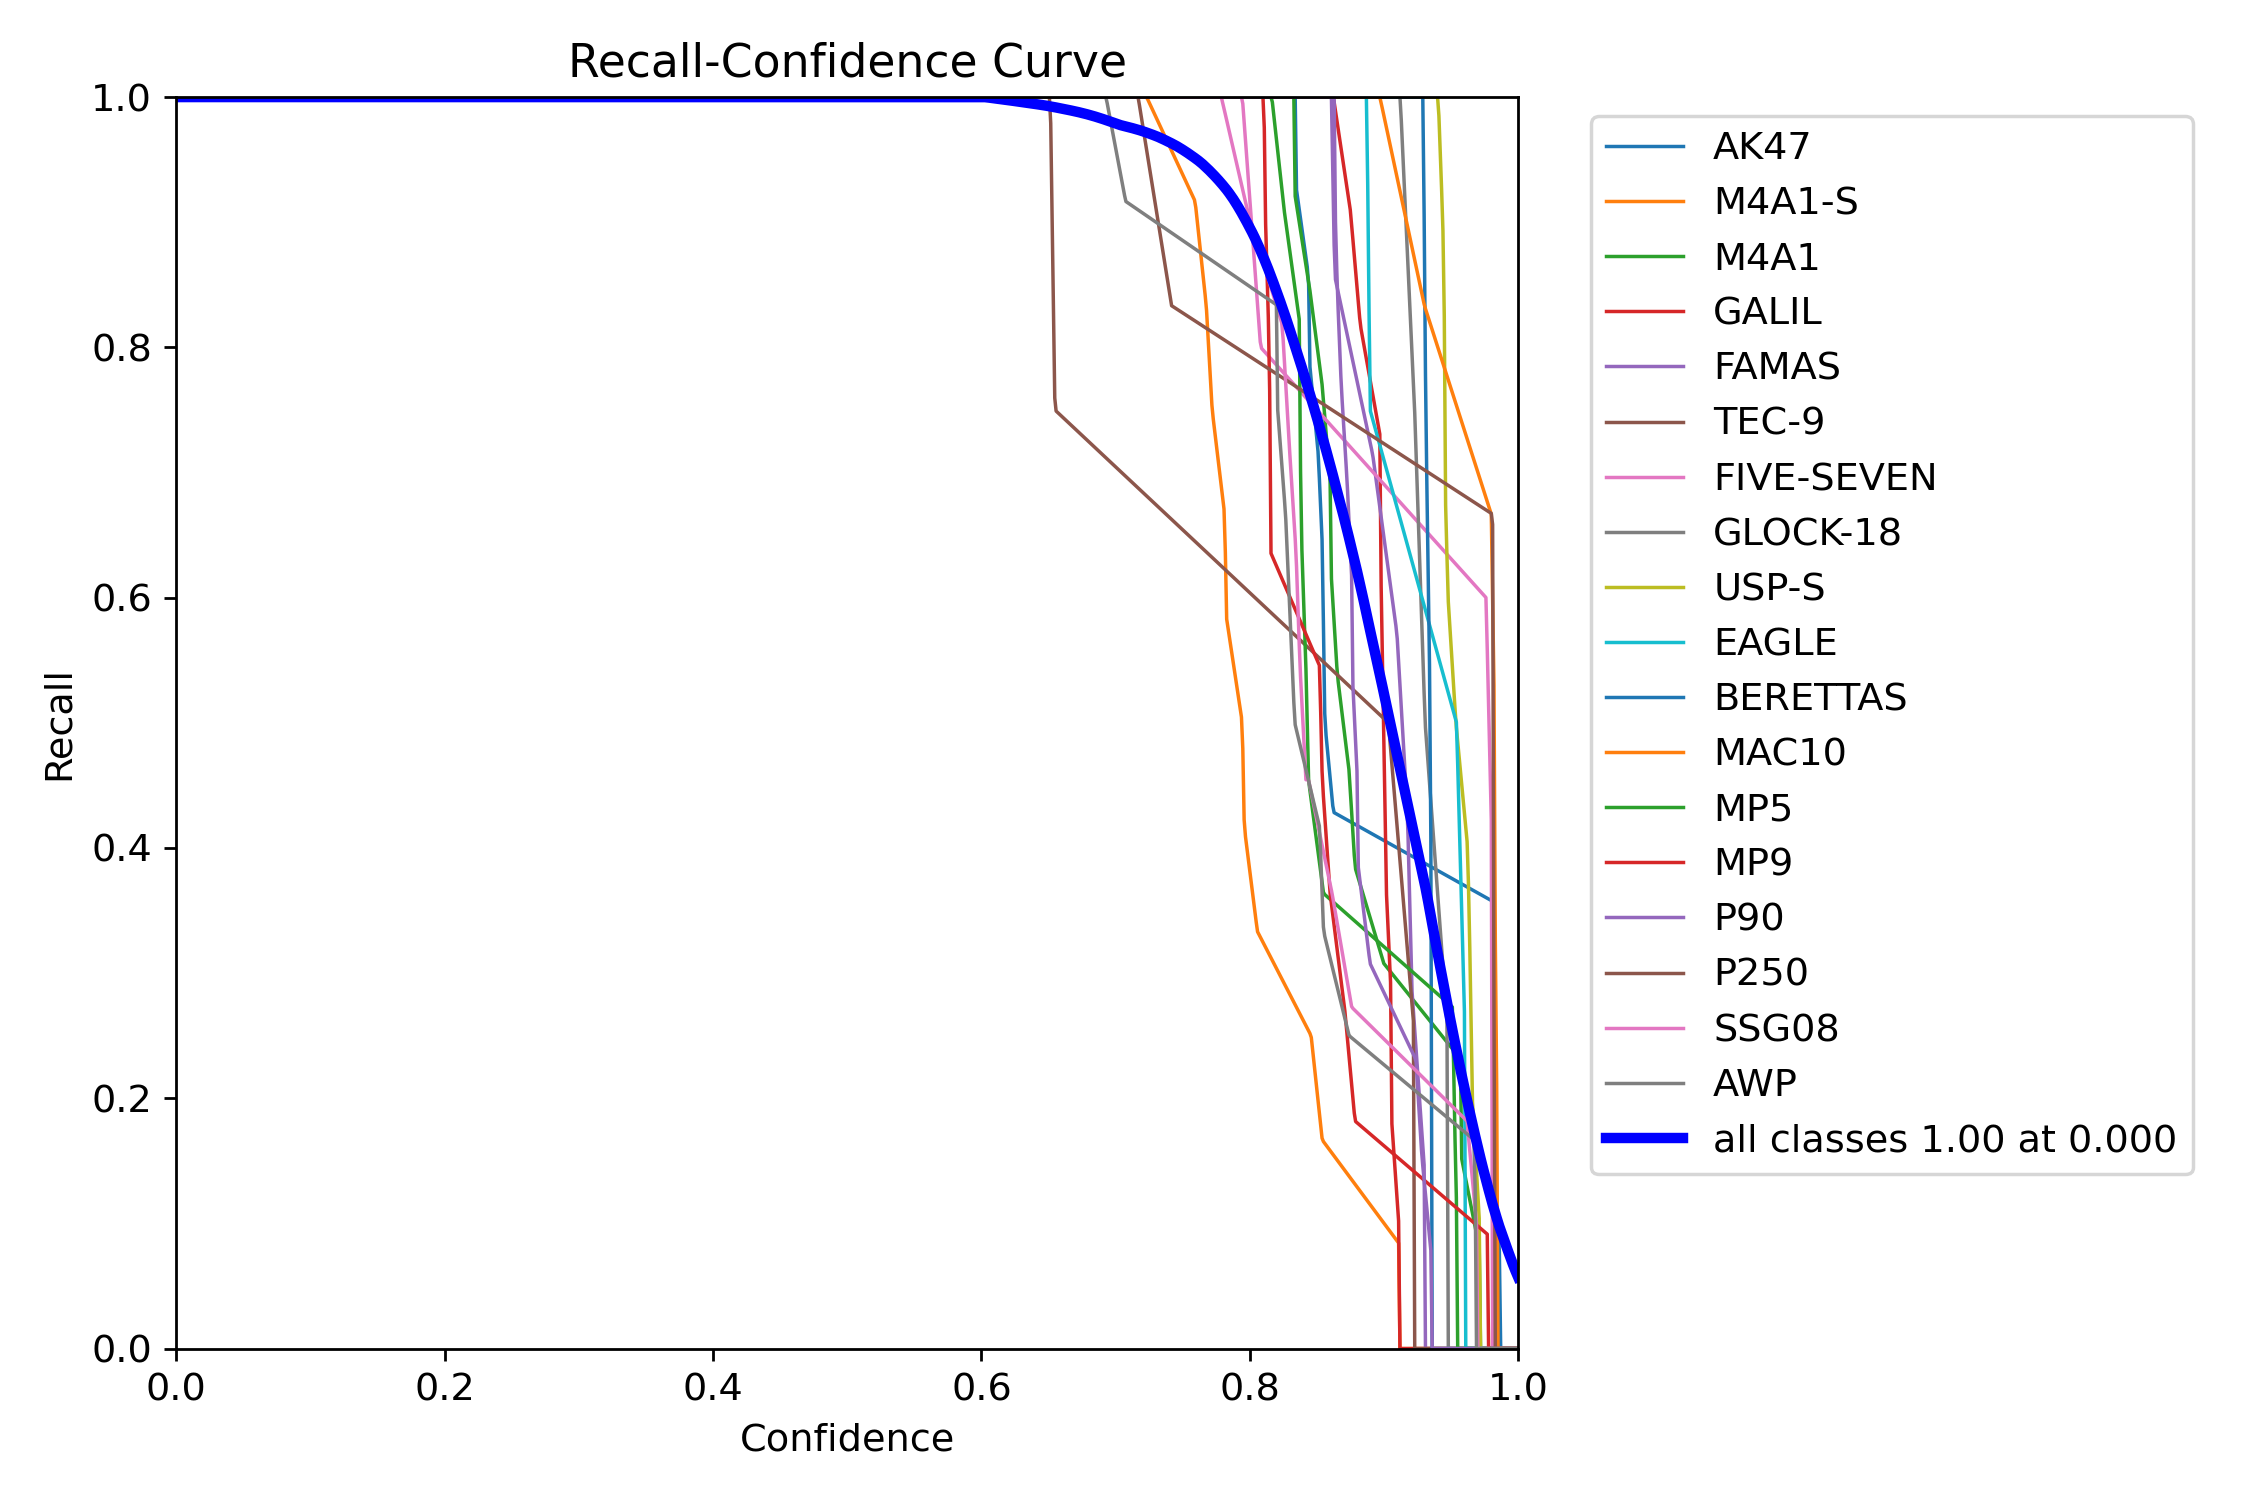 Recall-Confidence Curve
1.0
0.8
0.6
0.4
0.2
0.0
Recall
0.0 0.2 0.4 0.6 0.8 1.0
Confidence
AK47
M4A1-S
M4A1
GALIL
FAMAS
TEC-9
FIVE-SEVEN
GLOCK-18
USP-S
EAGLE
BERETTAS
MAC10
MP5
MP9
P90
P250
SSG08
AWP
all classes 1.00 at 0.000